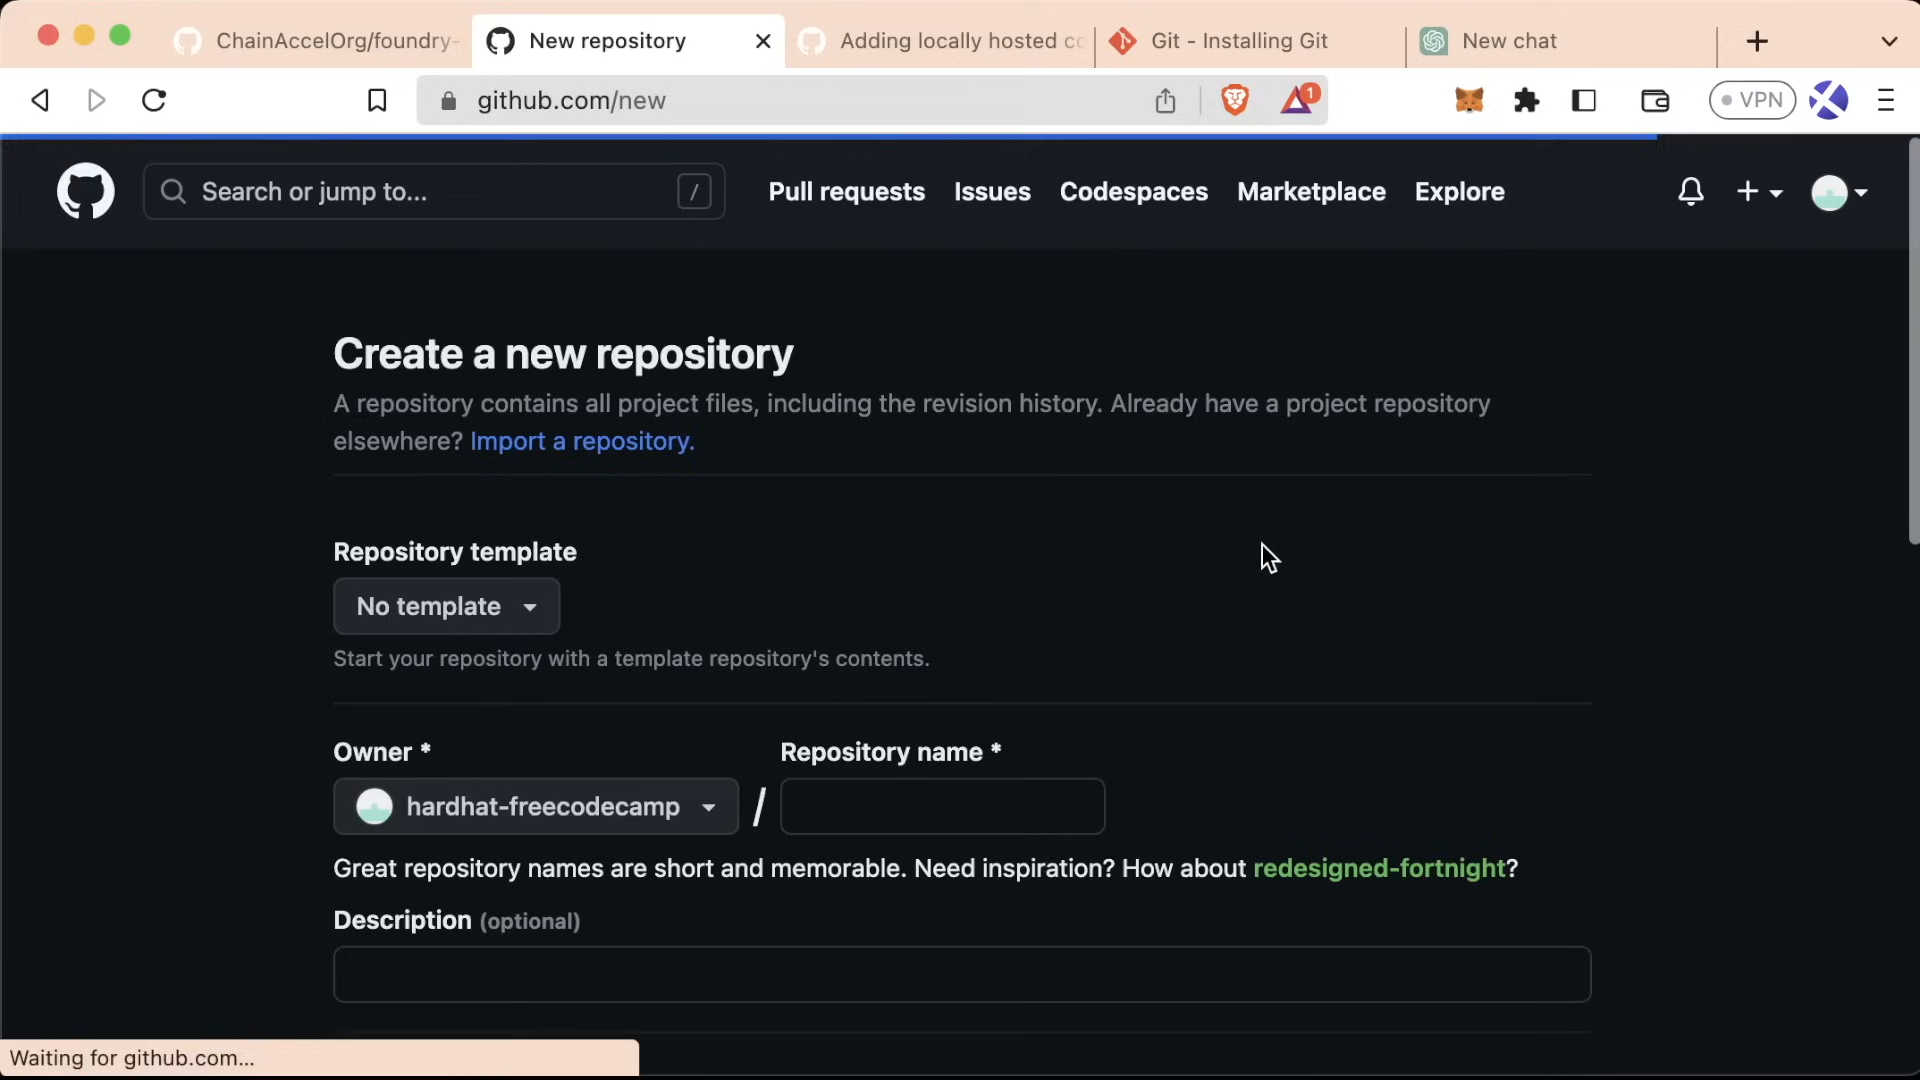 ChainAccelOrg/foundry-
New repository
Adding locally hosted co
Git - Installing Git
New chat
github.com/new
1
VPN
Search or jump to...
/
Pull requests
Issues
Codespaces
Marketplace
Explore
Create a new repository
A repository contains all project files, including the revision history. Already have a project repository
elsewhere? Import a repository.
Repository template
No template
Start your repository with a template repository's contents.
Owner *
Repository name *
hardhat-freecodecamp
/
Great repository names are short and memorable. Need inspiration? How about redesigned-fortnight?
Description (optional)
Waiting for github.com...